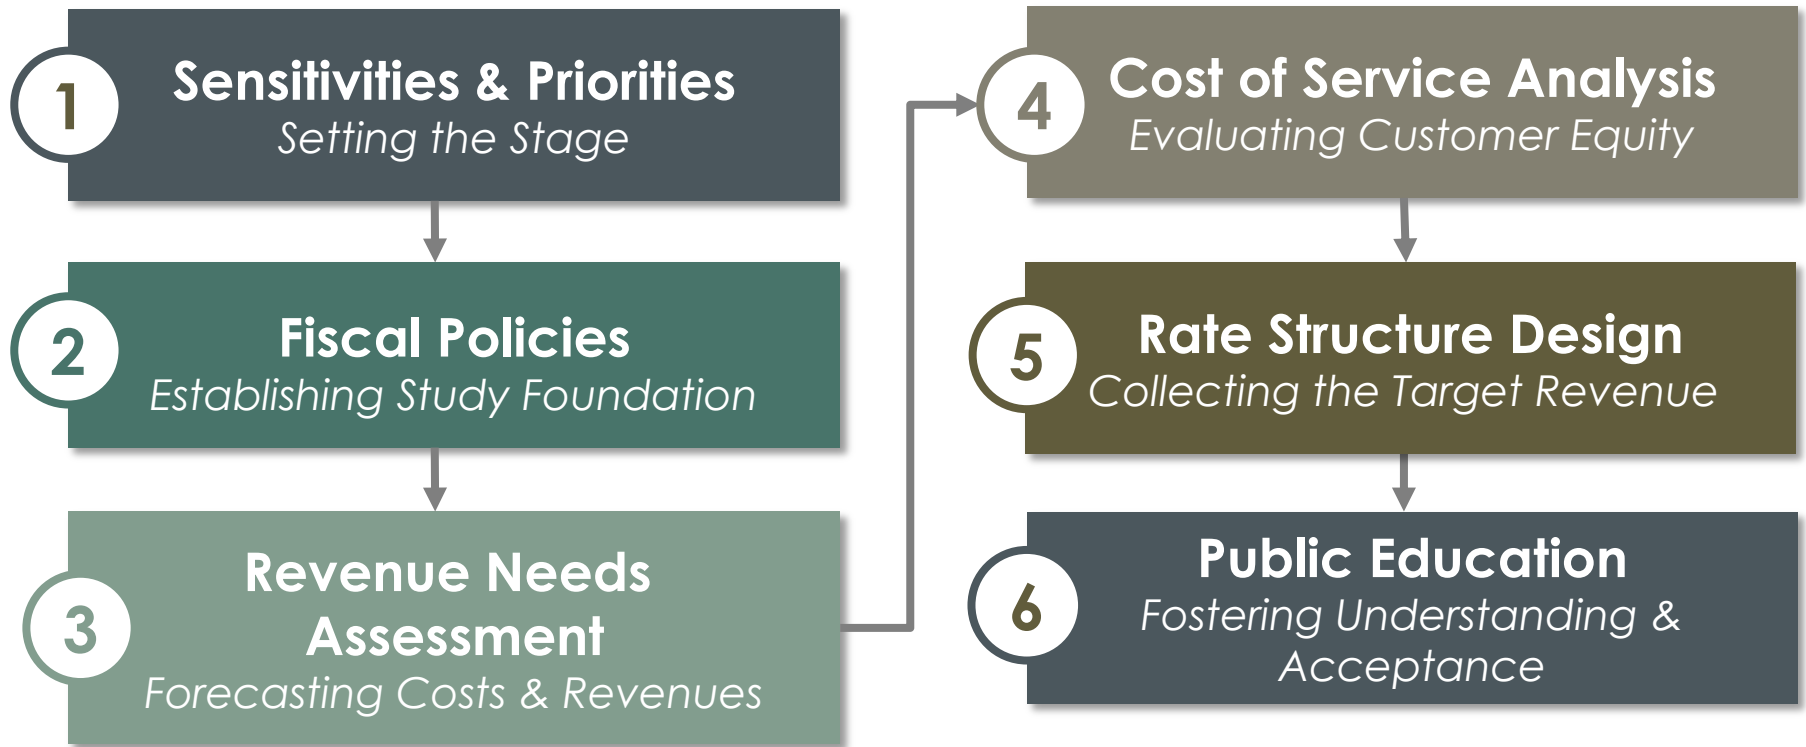 1
Sensitivities & Priorities
Setting the Stage
2
Fiscal Policies
Establishing Study Foundation
3
Revenue Needs
Assessment
Forecasting Costs & Revenues
4
Cost of Service Analysis
Evaluating Customer Equity
5
Rate Structure Design
Collecting the Target Revenue
6
Public Education
Fostering Understanding &
Acceptance